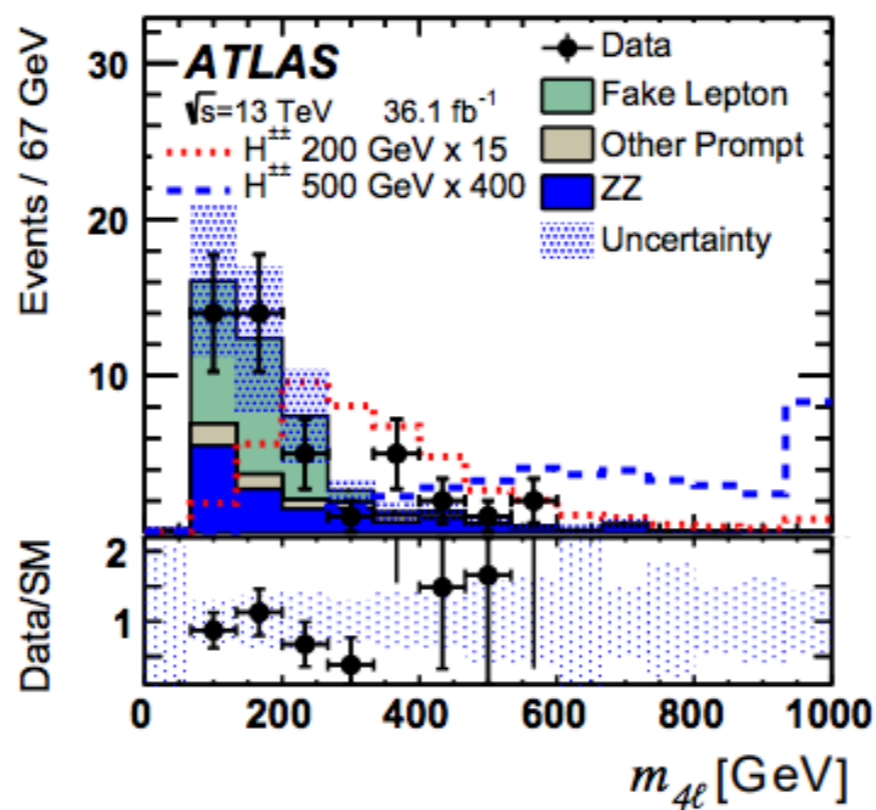 ATLAS
√s=13 TeV 36.1 fb⁻¹
H±± 200 GeV x 15
H±± 500 GeV x 400
Data
Fake Lepton
Other Prompt
ZZ
Uncertainty
Events / 67 GeV
30
20
10
Data/SM
2
1
0 200 400 600 800 1000
m4ℓ [GeV]